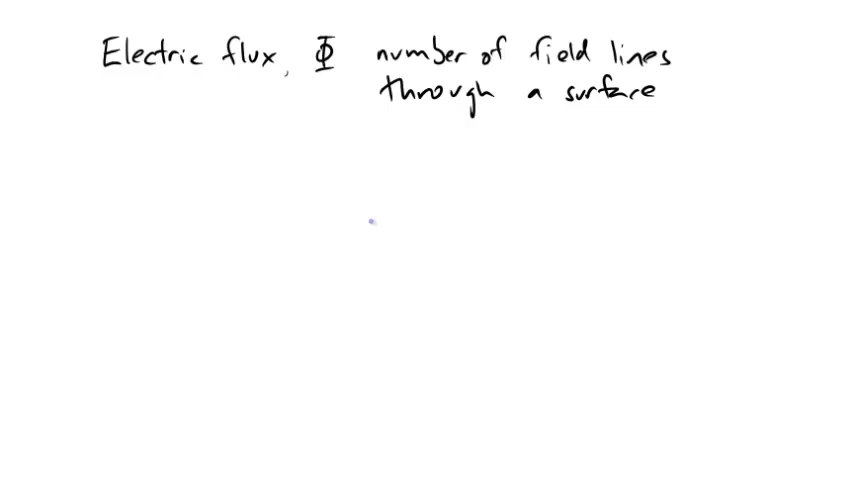 Electric flux, Φ number of field lines
through a surface